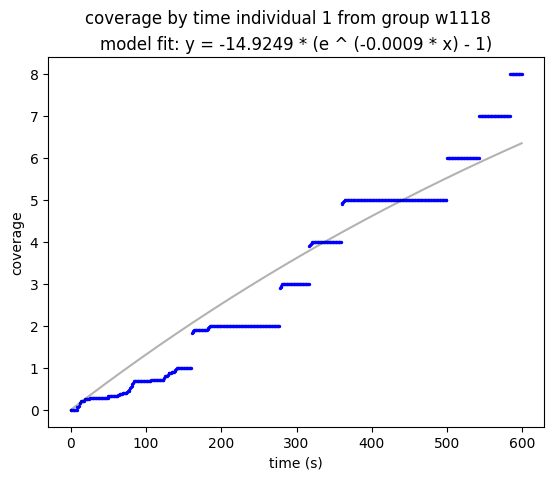 coverage by time individual 1 from group w1118
model fit: y = -14.9249 * (e ^ (-0.0009 * x) - 1)
8
7
6
5
4
3
2
1
0
coverage
0 100 200 300 400 500 600
time (s)